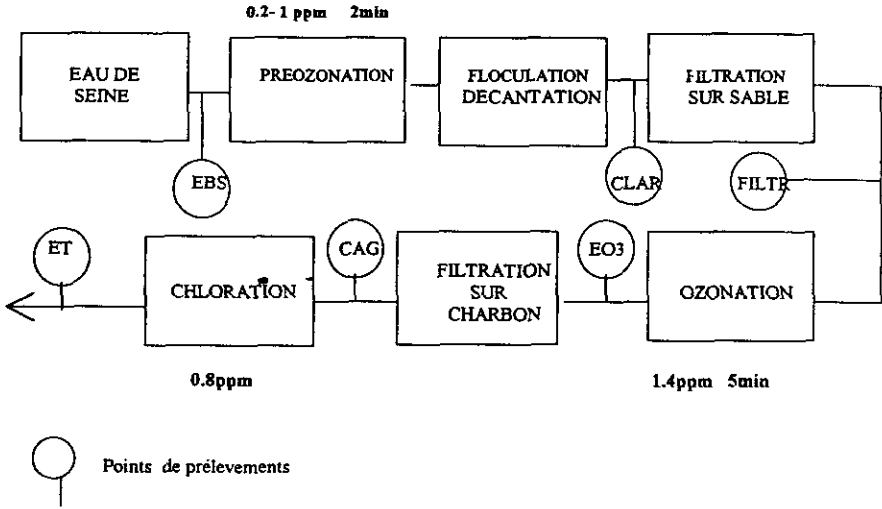 0.2-1 ppm 2min
EAU DE
SEINE
PREOZONATION
FLOCULATION
DECANTATION
FILTRATION
SUR SABLE
EBS
CLAR
FILTR
ET
CHLORATION
CAG
FILTRATION
SUR
CHARBON
EO3
OZONATION
0.8ppm
1.4ppm 5min
Points de prélevements